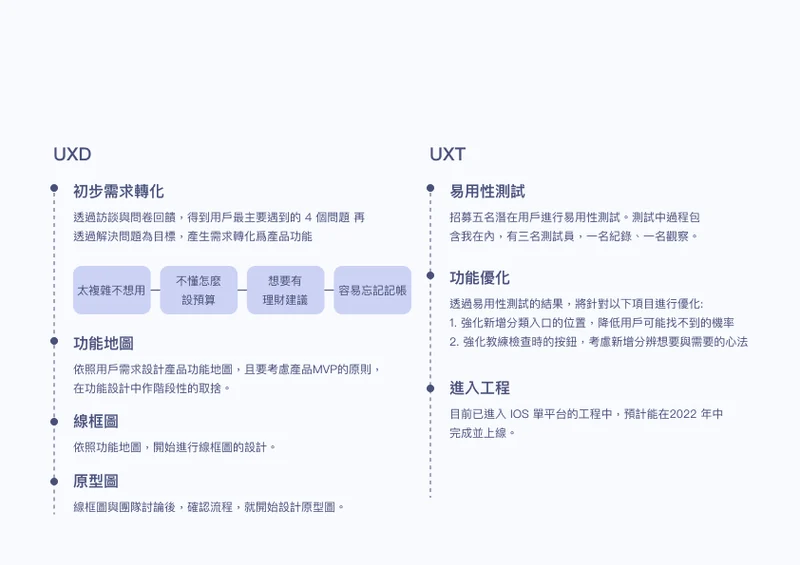 UXD
初步需求轉化
透過訪談與問卷回饋，得到用戶最主要遇到的 4 個問題 再
透過解決問題為目標，產生需求轉化爲產品功能
太複雜不想用
不懂怎麼
設預算
想要有
理財建議
容易忘記記帳
功能地圖
依照用戶需求設計產品功能地圖，且要考慮產品MVP的原則，
在功能設計中作階段性的取捨。
線框圖
依照功能地圖，開始進行線框圖的設計。
原型圖
線框圖與團隊討論後，確認流程，就開始設計原型圖。
UXT
易用性測試
招募五名潛在用戶進行易用性測試。測試中過程包
含我在內，有三名測試員，一名紀錄、一名觀察。
功能優化
透過易用性測試的結果，將針對以下項目進行優化:
1. 強化新增分類入口的位置，降低用戶可能找不到的機率
2. 強化教練檢查時的按鈕，考慮新增分辨想要與需要的心法
進入工程
目前已進入 IOS 單平台的工程中，預計能在2022 年中
完成並上線。